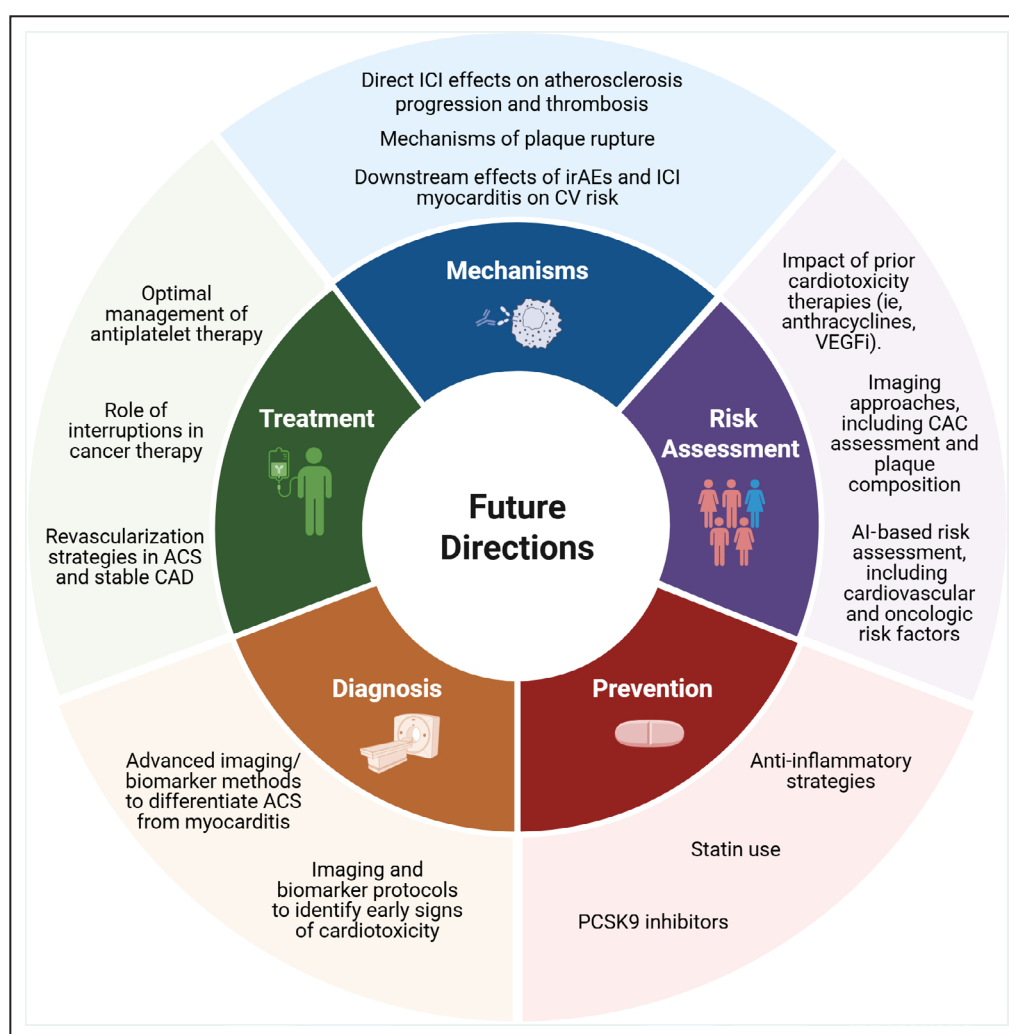 Direct ICI effects on atherosclerosis
progression and thrombosis
Mechanisms of plaque rupture
Downstream effects of irAEs and ICI
myocarditis on CV risk
Mechanisms
Impact of prior
cardiotoxicity
therapies (ie,
anthracyclines,
VEGFi).
Imaging
approaches,
including CAC
assessment and
plaque
composition
AI-based risk
assessment,
including
cardiovascular
and oncologic
risk factors
Risk
Assessment
Optimal
management of
antiplatelet therapy
Role of
interruptions in
cancer therapy
Revascularization
strategies in ACS
and stable CAD
Treatment
Future
Directions
Diagnosis
Advanced imaging/
biomarker methods
to differentiate ACS
from myocarditis
Imaging and
biomarker protocols
to identify early signs
of cardiotoxicity
Prevention
Anti-inflammatory
strategies
Statin use
PCSK9 inhibitors